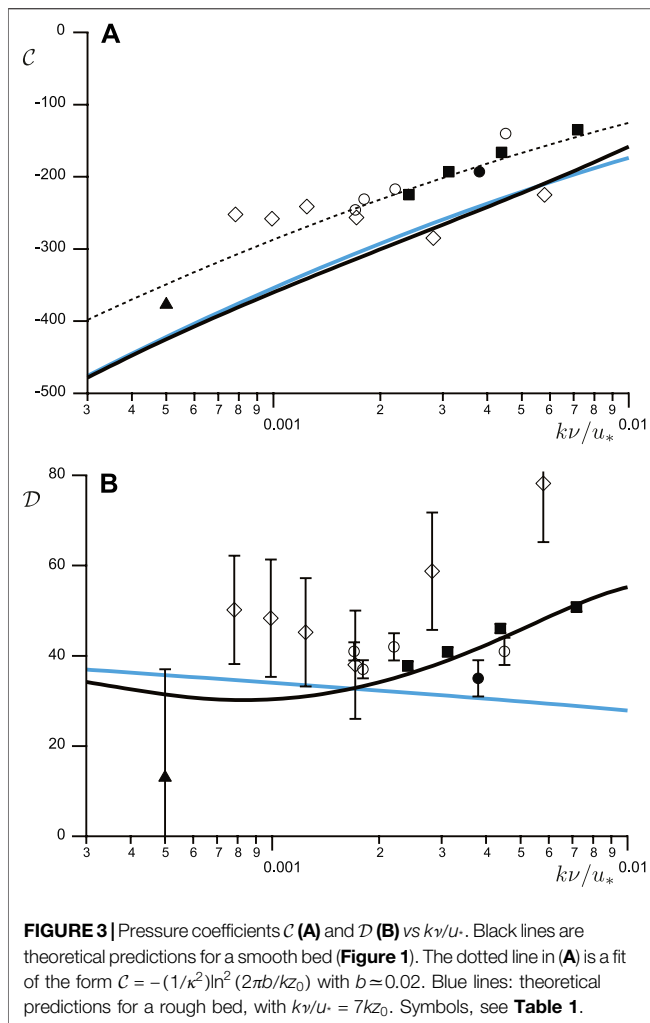 A
𝒞
0
-100
-200
-300
-400
-500
3 4 5 6 7 8 9 2 3 4 5 6 7 8 9
0.001 0.01
kν/u*
B
𝒟
80
60
40
20
0
3 4 5 6 7 8 9 2 3 4 5 6 7 8 9
0.001 0.01
kν/u*
FIGURE 3 | Pressure coefficients 𝒞 (A) and 𝒟 (B) vs kν/u*. Black lines are
theoretical predictions for a smooth bed (Figure 1). The dotted line in (A) is a fit
of the form 𝒞 = −(1/κ²)ln² (2πb/kz₀) with b ≃ 0.02. Blue lines: theoretical
predictions for a rough bed, with kν/u* = 7kz₀. Symbols, see Table 1.